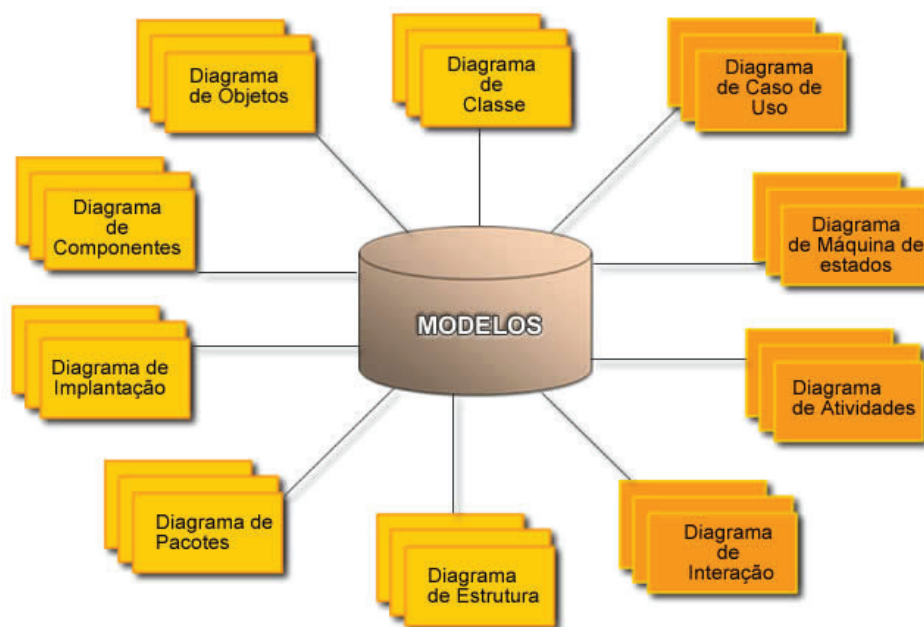 Diagrama
de Objetos
Diagrama
de
Classe
Diagrama
de Caso de
Uso
Diagrama
de
Componentes
Diagrama
de Máquina de
estados
MODELOS
Diagrama de
Implantação
Diagrama
de Atividades
Diagrama de
Pacotes
Diagrama
de Estrutura
Diagrama
de
Interação